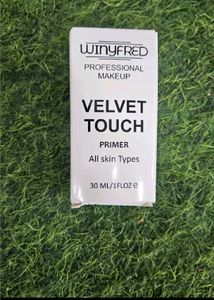 WINYFRED
PROFESSIONAL
MAKEUP
VELVET
TOUCH
PRIMER
All skin Types
30 ML/1FLOZ℮